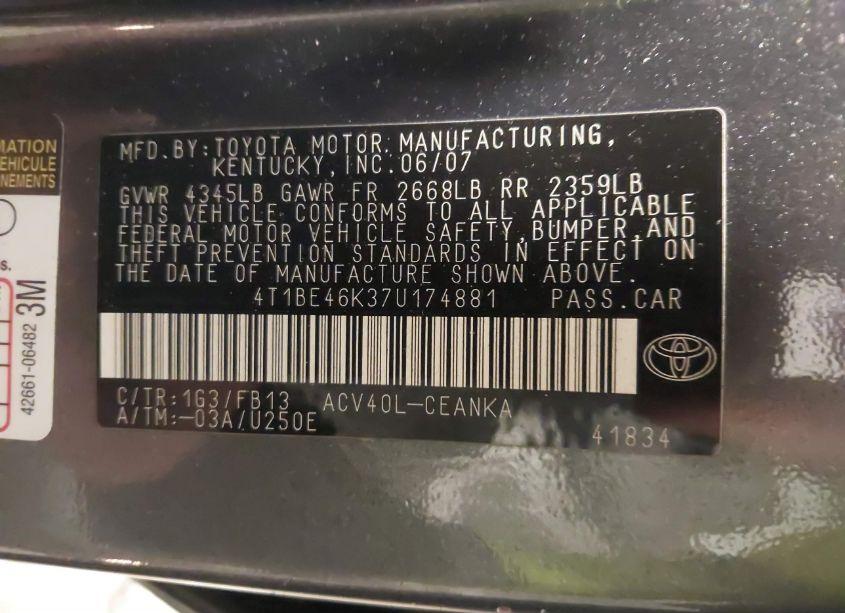 MATION
EHICULE
NEMENTS
s.
42661-06482 3M
MFD.BY:TOYOTA MOTOR MANUFACTURING,
KENTUCKY, INC. 06/07
GVWR 4345LB GAWR FR 2668LB RR 2359LB
THIS VEHICLE CONFORMS TO ALL APPLICABLE
FEDERAL MOTOR VEHICLE SAFETY, BUMPER, AND
THEFT PREVENTION STANDARDS IN EFFECT ON
THE DATE OF MANUFACTURE SHOWN ABOVE.
4T1BE46K37U174881 PASS.CAR
C/TR:1G3/FB13 ACV40L-CEANKA
A/TM:-03A/U250E
41834